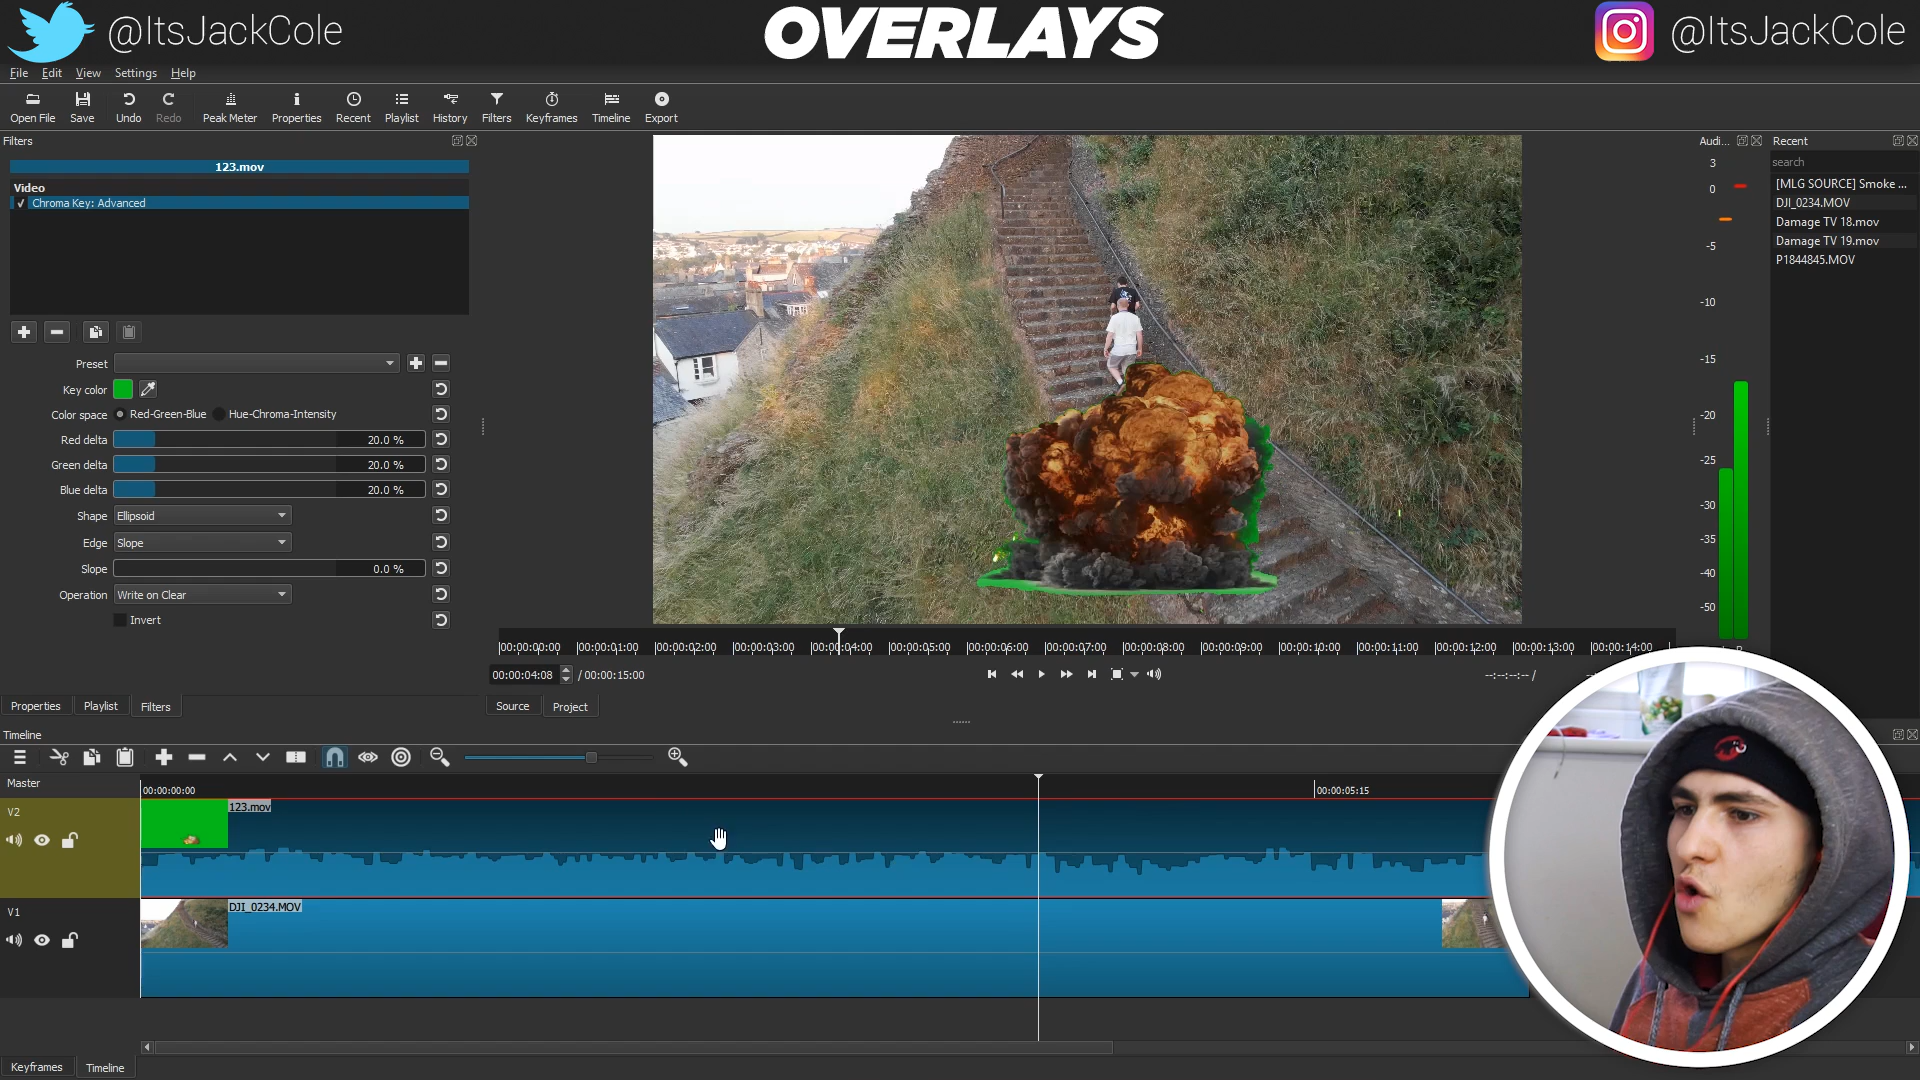 @ItsJackCole
OVERLAYS
@ItsJackCole
File Edit View Settings Help
Open File Save Undo Redo Peak Meter Properties Recent Playlist History Filters Keyframes Timeline Export
Filters
123.mov
Video
Chroma Key: Advanced
Preset
Key color
Color space Red-Green-Blue Hue-Chroma-Intensity
Red delta 20.0 %
Green delta 20.0 %
Blue delta 20.0 %
Shape Ellipsoid
Edge Slope
Slope 0.0 %
Operation Write on Clear
Invert
Properties Playlist Filters
00:00:00:00 00:00:01:00 00:00:02:00 00:00:03:00 00:00:04:00 00:00:05:00 00:00:06:00 00:00:07:00 00:00:08:00 00:00:09:00 00:00:10:00 00:00:11:00 00:00:12:00 00:00:13:00 00:00:14:00
00:00:04:08 / 00:00:15:00 --:--:--:-- /
Source Project
Audi...
3
0
-5
-10
-15
-20
-25
-30
-35
-40
-50
Recent
search
[MLG SOURCE] Smoke ...
DJI_0234.MOV
Damage TV 18.mov
Damage TV 19.mov
P1844845.MOV
Timeline
Master
00:00:00:00 00:00:05:15
V2
123.mov
V1
DJI_0234.MOV
Keyframes Timeline